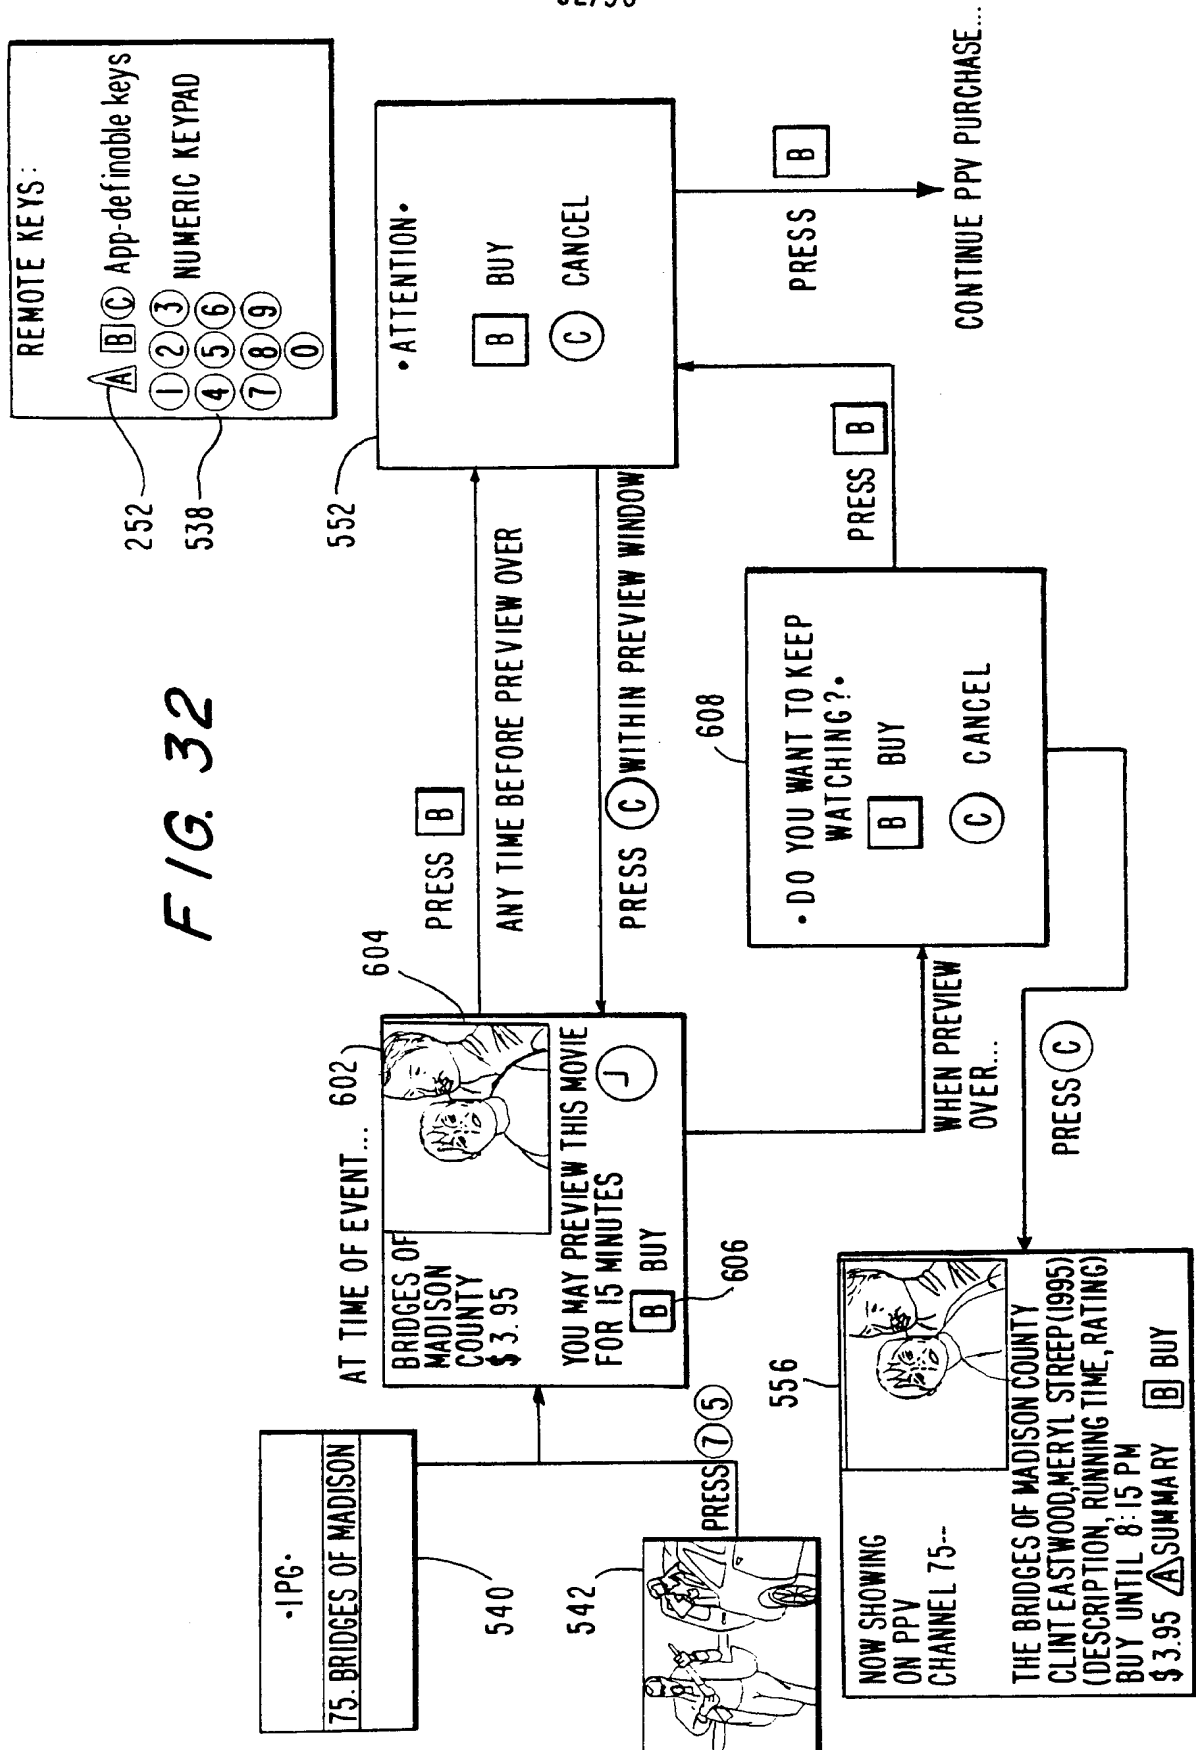 FIG. 32
REMOTE KEYS:
A B C App-definable keys
1 2 3 NUMERIC KEYPAD
4 5 6
7 8 9
0
252
538
•IPG•
75. BRIDGES OF MADISON
540
542
PRESS 7 5
AT TIME OF EVENT... 602
604
BRIDGES OF
MADISON
COUNTY
$3.95
YOU MAY PREVIEW THIS MOVIE
FOR 15 MINUTES
B BUY
606
PRESS B
ANY TIME BEFORE PREVIEW OVER
PRESS C WITHIN PREVIEW WINDOW
552
•ATTENTION•
B BUY
C CANCEL
PRESS B
CONTINUE PPV PURCHASE...
WHEN PREVIEW
OVER...
608
•DO YOU WANT TO KEEP
WATCHING?•
B BUY
C CANCEL
PRESS B
PRESS C
556
NOW SHOWING
ON PPV
CHANNEL 75--
THE BRIDGES OF MADISON COUNTY
CLINT EASTWOOD,MERYL STREEP(1995)
(DESCRIPTION, RUNNING TIME, RATING)
BUY UNTIL 8:15 PM
$3.95 A SUMMARY B BUY